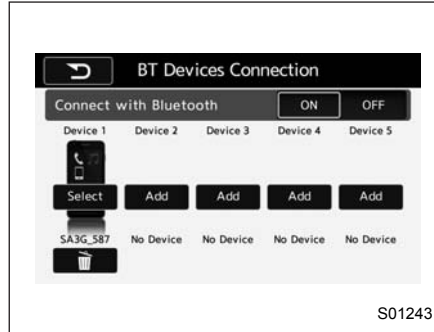 BT Devices Connection
Connect with Bluetooth ON OFF
Device 1 Device 2 Device 3 Device 4 Device 5
Select Add Add Add Add
SA3G_587 No Device No Device No Device No Device
S01243